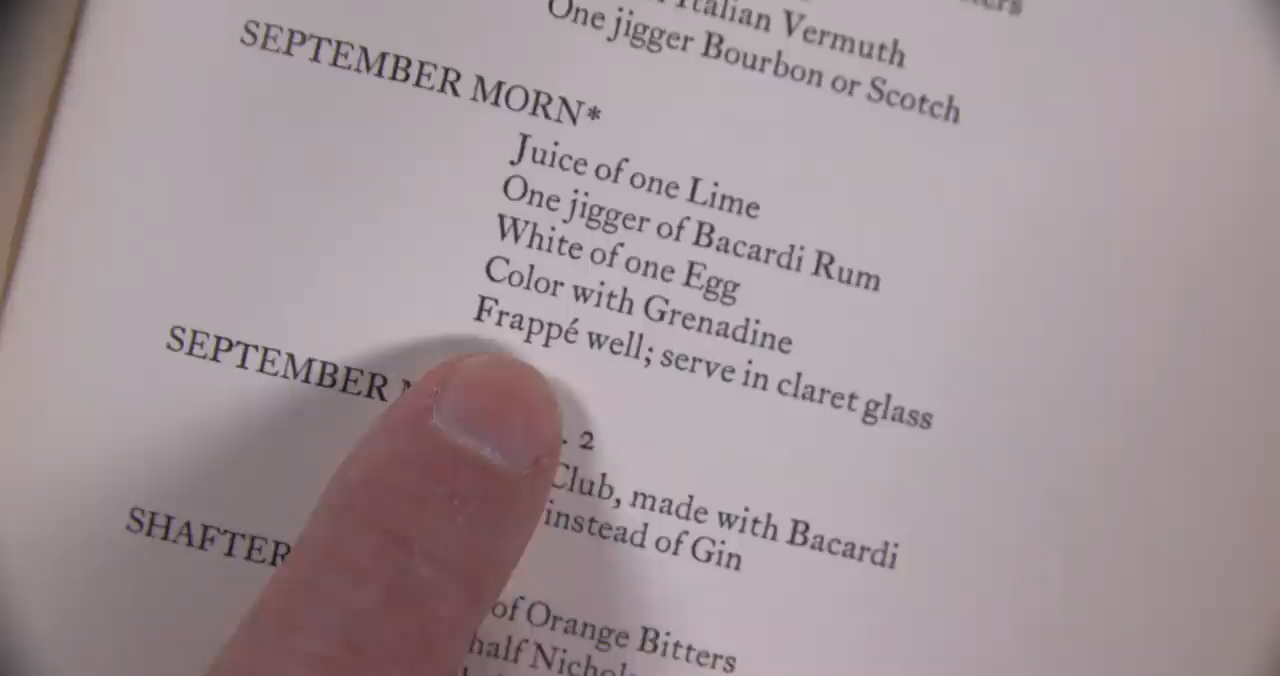 Italian Vermuth
One jigger Bourbon or Scotch
SEPTEMBER MORN*
Juice of one Lime
One jigger of Bacardi Rum
White of one Egg
Color with Grenadine
Frappé well; serve in claret glass
SEPTEMBER
. 2
Club, made with Bacardi
instead of Gin
SHAFTER
of Orange Bitters
half